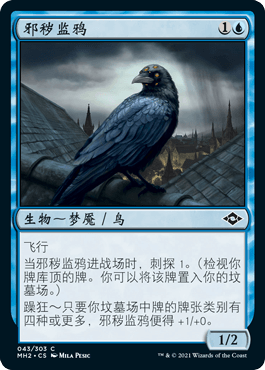 邪秽监鸦 1
生物～梦魇／鸟
飞行
当邪秽监鸦进战场时，刺探 1。（检视你
牌库顶的牌。你可以将该牌置入你的坟
墓场。）
躁狂～只要你坟墓场中牌的牌张类别有
四种或更多，邪秽监鸦便得 +1/+0。
1/2
043/303 C
MH2 • CS MILA PESIC
™ & © 2021 Wizards of the Coast